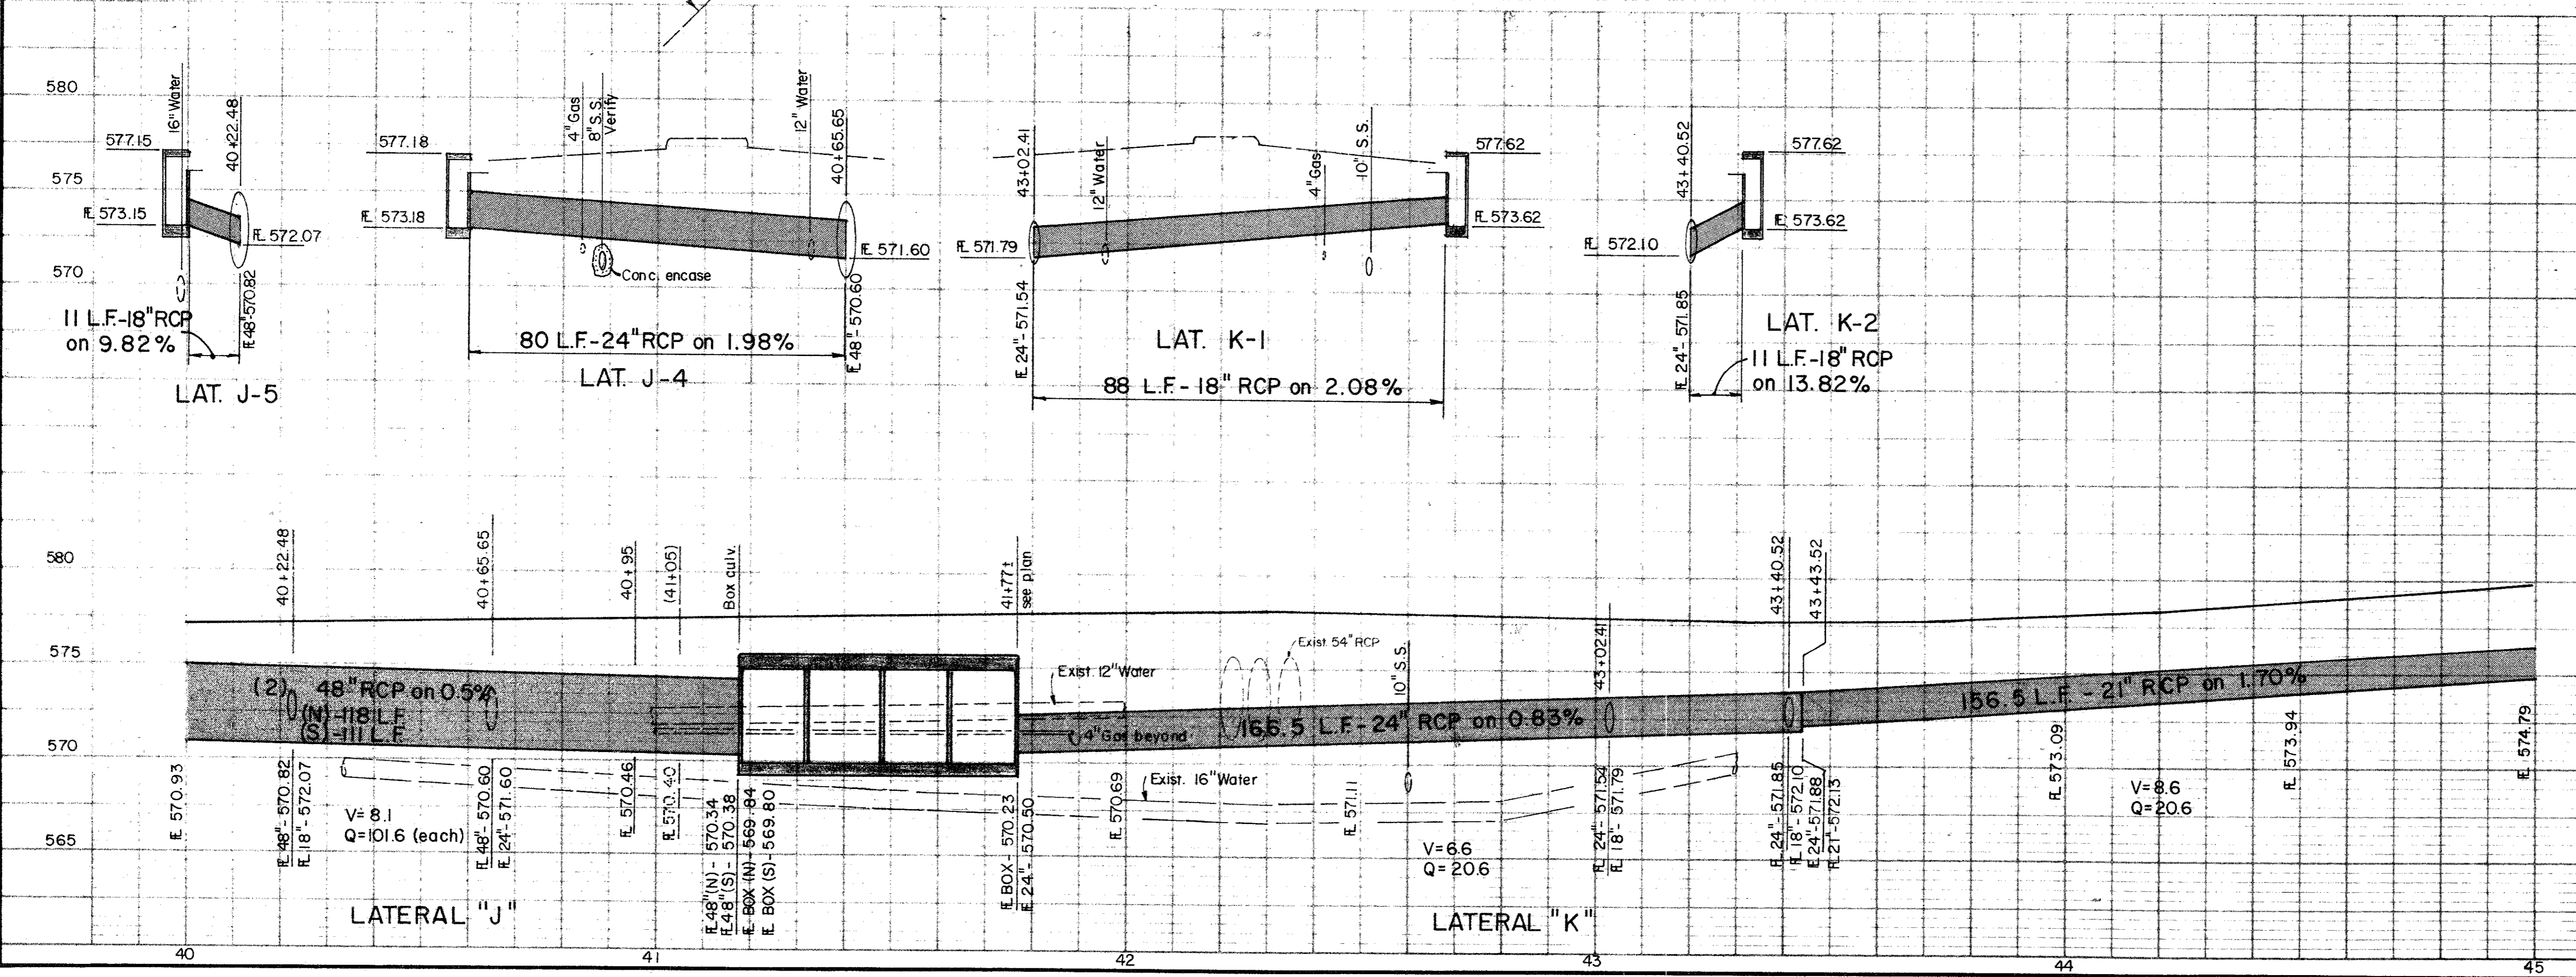 580
575
570
16" Water
40+22.48
577.15
FL 573.15
FL 572.07
FL 48"-570.82
11 L.F.-18" RCP
on 9.82%
LAT. J-5
577.18
FL 573.18
4" Gas
8" S.S.
Verify
12" Water
40+65.65
Conc. encase
FL 571.60
FL 48"-570.60
80 L.F.-24" RCP on 1.98%
LAT. J-4
43+02.41
12" Water
4" Gas
10" S.S.
577.62
FL 573.62
FL 571.79
FL 24"-571.54
LAT. K-1
88 L.F.-18" RCP on 2.08%
43+40.52
577.62
FL 573.62
FL 572.10
FL 24"-571.85
LAT. K-2
11 L.F.-18" RCP
on 13.82%
580
575
570
565
40+22.48
40+65.65
40+95
(41+05)
Box culv.
41+77±
see plan
43+02.41
43+40.52
43+43.52
(2) 48" RCP on 0.5%
(N)-118 L.F.
(S)-111 L.F.
Exist. 12" Water
Exist. 54" RCP
10" S.S.
4" Gas beyond
166.5 L.F.-24" RCP on 0.83%
156.5 L.F.-21" RCP on 1.70%
Exist. 16" Water
FL 570.93
FL 48"-570.82
FL 18"-572.07
V=8.1
Q=101.6 (each)
FL 48"-570.60
FL 24"-571.60
FL 570.46
FL 570.40
FL 48"(N)-570.34
FL 48"(S)-570.38
FL BOX (N)-569.84
FL BOX (S)-569.80
FL BOX-570.23
FL 24"-570.50
FL 570.69
FL 571.11
V=6.6
Q=20.6
FL 24"-571.54
FL 18"-571.79
FL 24"-571.85
FL 18"-572.10
FL 24"-571.88
FL 21"-572.13
FL 573.09
V=8.6
Q=20.6
FL 573.94
FL 574.79
LATERAL "J"
LATERAL "K"
40
41
42
43
44
45